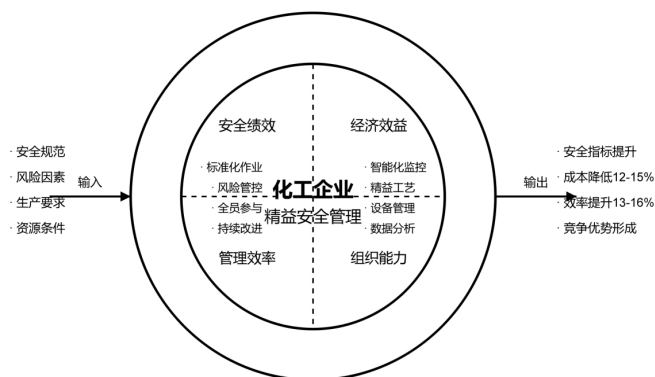 安全绩效
经济效益
· 安全规范
· 风险因素
· 生产要求
· 资源条件
输入
· 标准化作业
· 风险管控
· 全员参与
· 持续改进
化工企业
精益安全管理
· 智能化监控
· 精益工艺
· 设备管理
· 数据分析
管理效率
组织能力
输出
· 安全指标提升
· 成本降低12-15%
· 效率提升13-16%
· 竞争优势形成